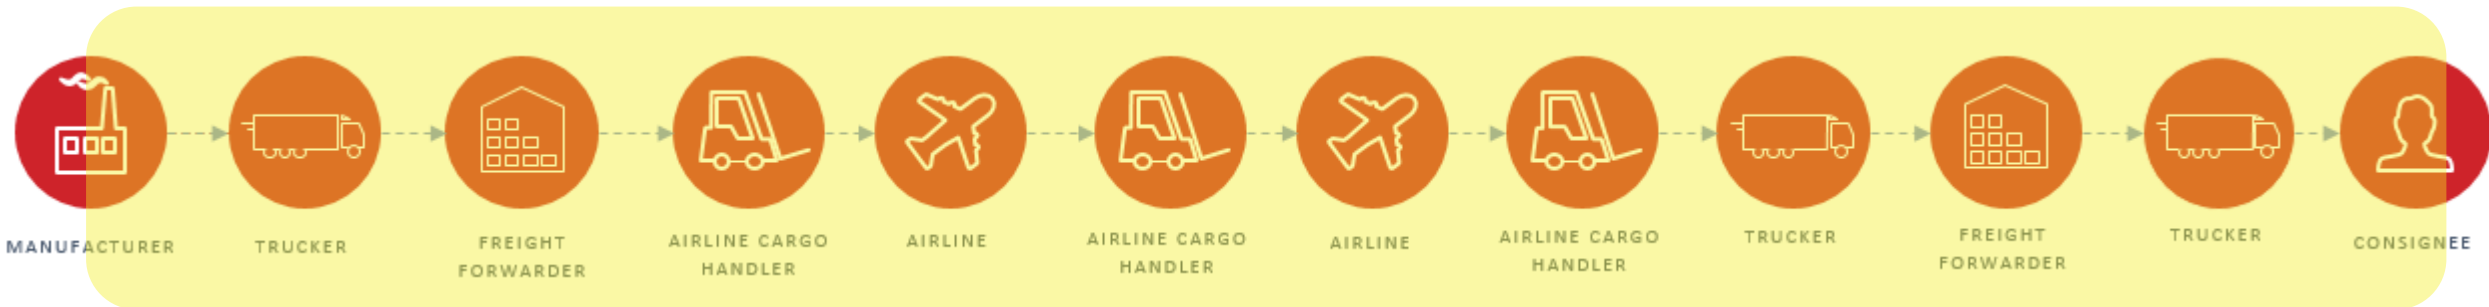 MANUFACTURER
TRUCKER
FREIGHT
FORWARDER
AIRLINE CARGO
HANDLER
AIRLINE
AIRLINE CARGO
HANDLER
AIRLINE
AIRLINE CARGO
HANDLER
TRUCKER
FREIGHT
FORWARDER
TRUCKER
CONSIGNEE